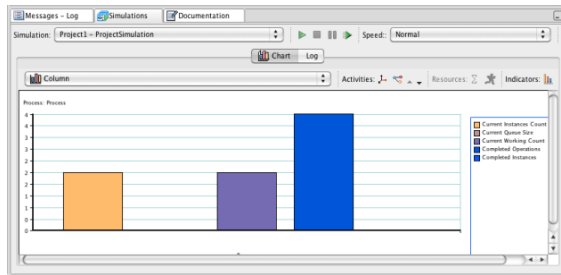 Messages - Log Simulations Documentation
Simulation: Project1 - ProjectSimulation Speed:: Normal
Chart Log
Column Activities: Resources: Σ Indicators:
Process: Process
4
4
3
3
2
2
1
1
0
0
Current Instances Count
Current Queue Size
Current Working Count
Completed Operations
Completed Instances